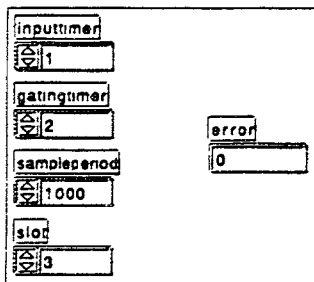 inputtimer
1
gatingtimer
2
error
0
sampleperiod
1000
slot
3